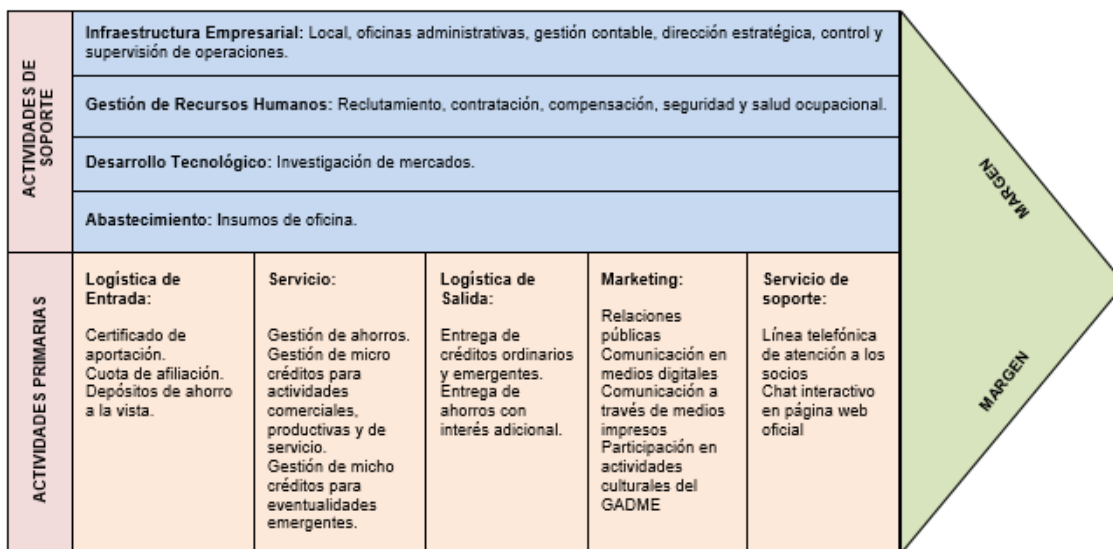 ACTIVIDADES DE
SOPORTE
Infraestructura Empresarial: Local, oficinas administrativas, gestión contable, dirección estratégica, control y
supervisión de operaciones.
Gestión de Recursos Humanos: Reclutamiento, contratación, compensación, seguridad y salud ocupacional.
Desarrollo Tecnológico: Investigación de mercados.
Abastecimiento: Insumos de oficina.
ACTIVIDADES PRIMARIAS
Logística de
Entrada:
Certificado de
aportación.
Cuota de afiliación.
Depósitos de ahorro
a la vista.
Servicio:
Gestión de ahorros.
Gestión de micro
créditos para
actividades
comerciales,
productivas y de
servicio.
Gestión de micho
créditos para
eventualidades
emergentes.
Logística de
Salida:
Entrega de
créditos ordinarios
y emergentes.
Entrega de
ahorros con
interés adicional.
Marketing:
Relaciones
públicas
Comunicación en
medios digitales
Comunicación a
través de medios
impresos
Participación en
actividades
culturales del
GADME
Servicio de
soporte:
Línea telefónica
de atención a los
socios
Chat interactivo
en página web
oficial
MARGEN
MARGEN